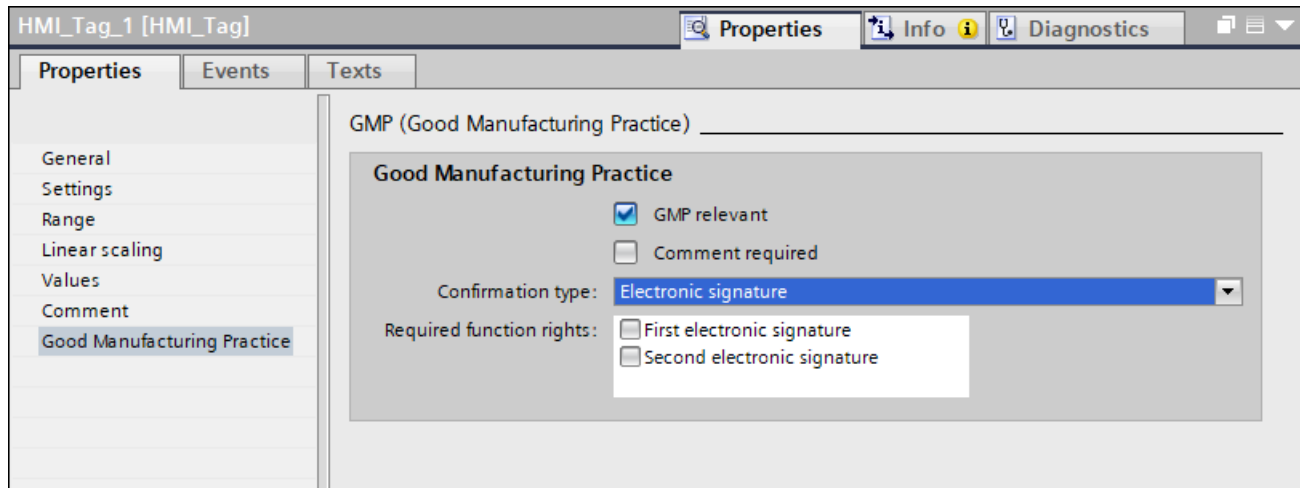 HMI_Tag_1 [HMI_Tag]
Properties
Info
Diagnostics
Properties
Events
Texts
General
Settings
Range
Linear scaling
Values
Comment
Good Manufacturing Practice
GMP (Good Manufacturing Practice)
Good Manufacturing Practice
GMP relevant
Comment required
Confirmation type: Electronic signature
Required function rights: First electronic signature
Second electronic signature